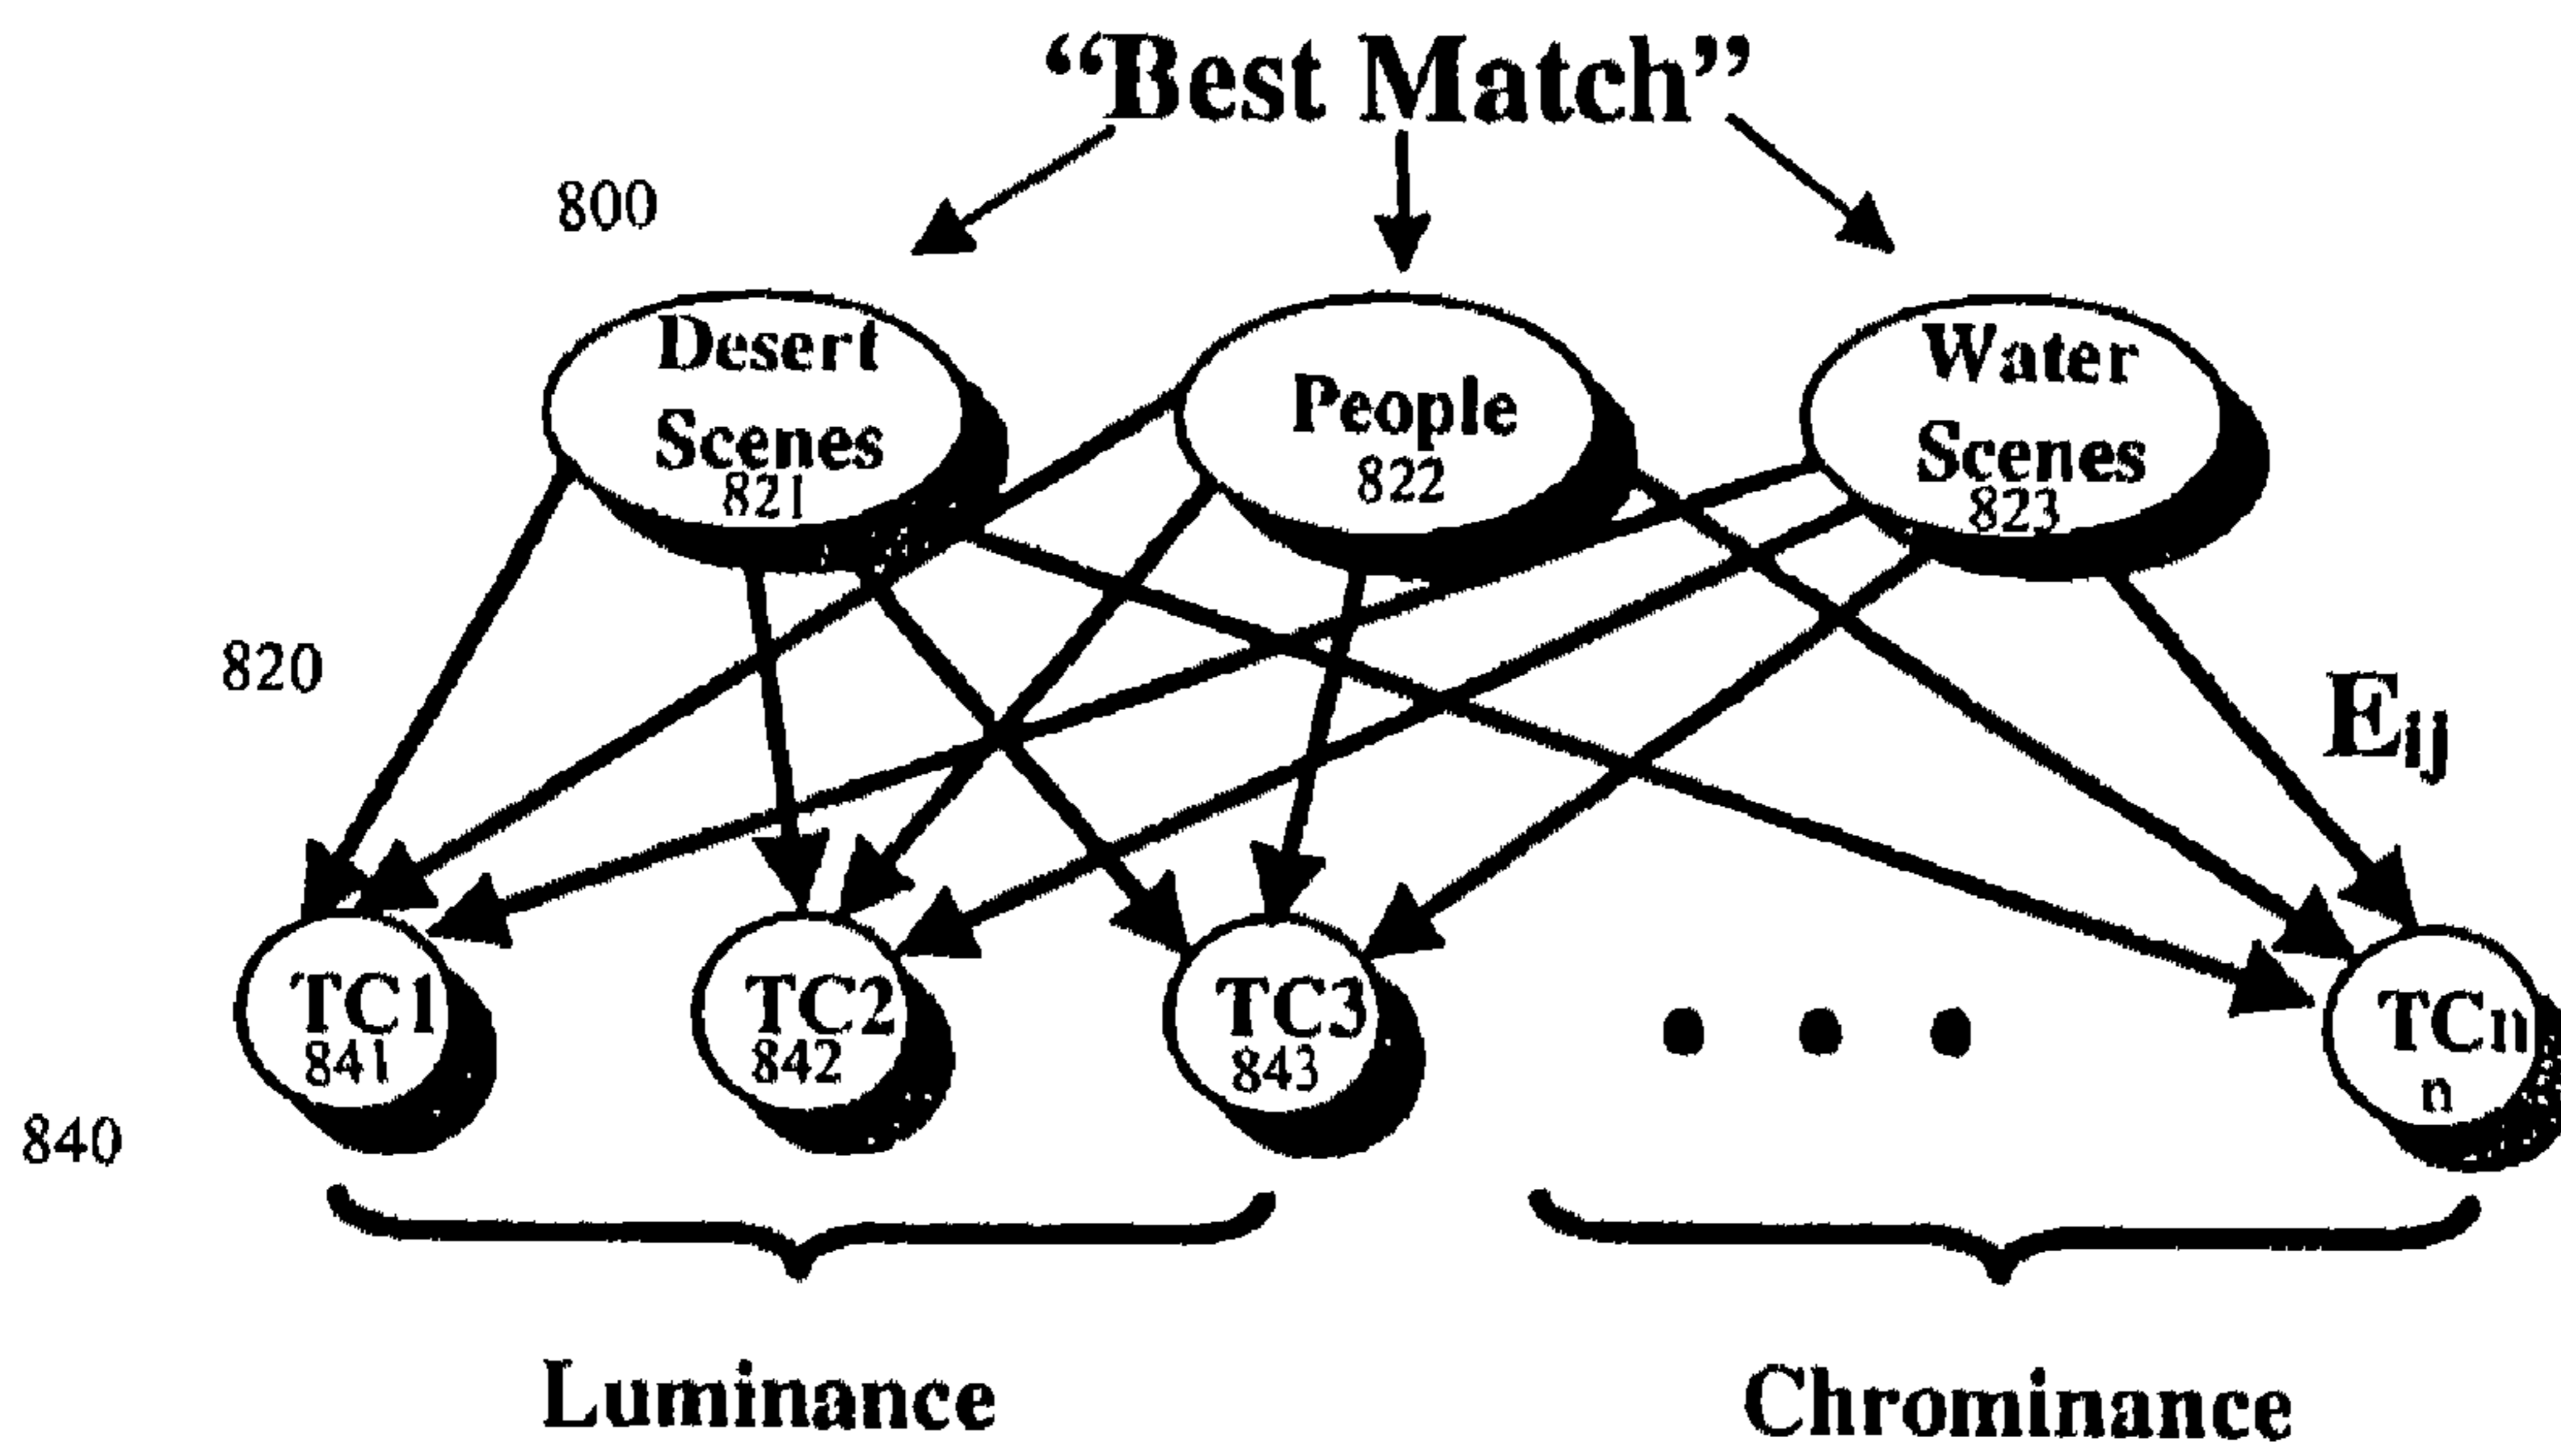 “Best Match”
800
Desert
Scenes
821
People
822
Water
Scenes
823
820
Eij
TC1
841
TC2
842
TC3
843
TCn
n
840
Luminance
Chrominance